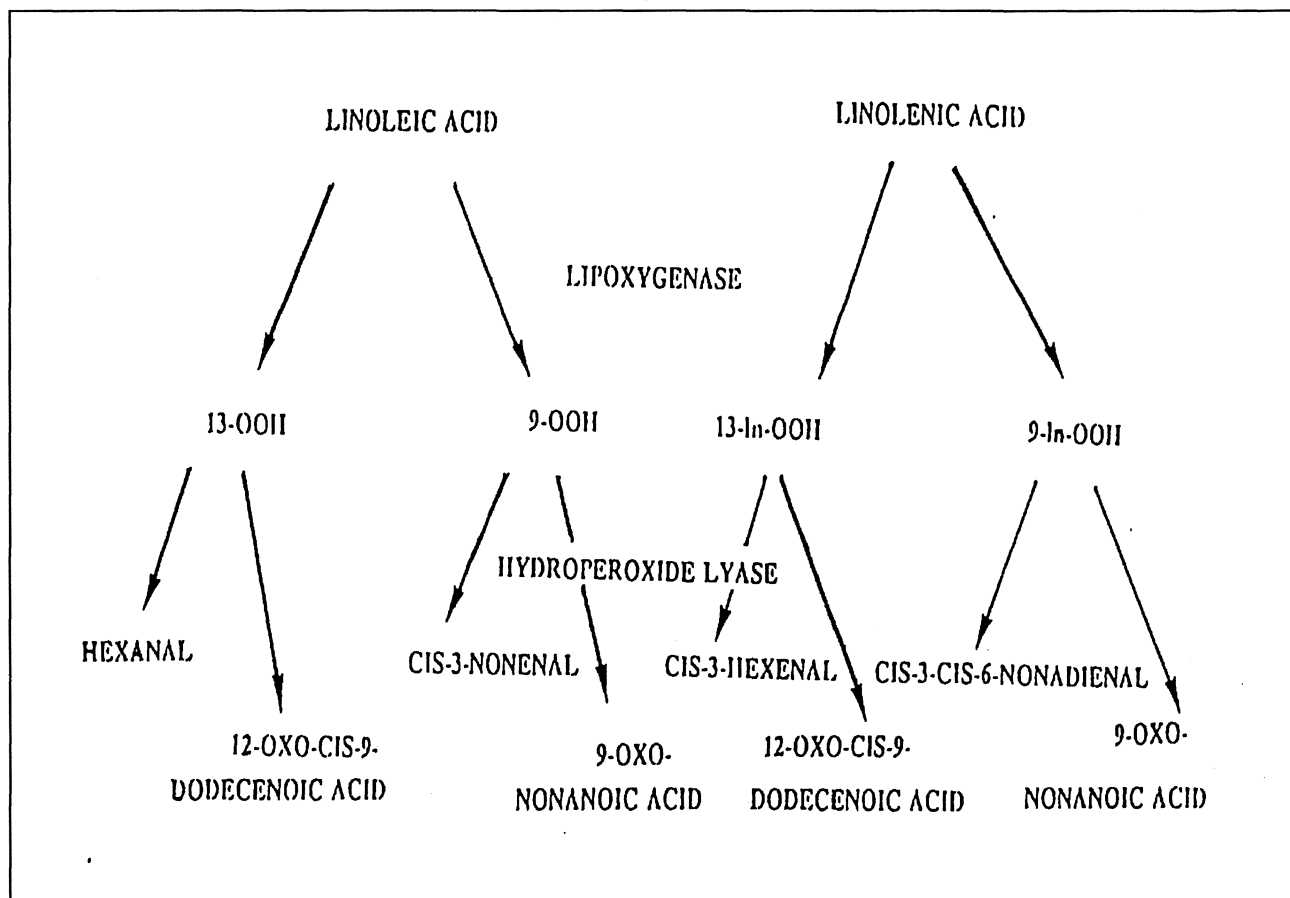 LINOLEIC ACID
LINOLENIC ACID
LIPOXYGENASE
13-OOH
9-OOH
13-ln-OOH
9-ln-OOH
HYDROPEROXIDE LYASE
HEXANAL
CIS-3-NONENAL
CIS-3-HEXENAL
CIS-3-CIS-6-NONADIENAL
12-OXO-CIS-9-
DODECENOIC ACID
9-OXO-
NONANOIC ACID
12-OXO-CIS-9-
DODECENOIC ACID
9-OXO-
NONANOIC ACID